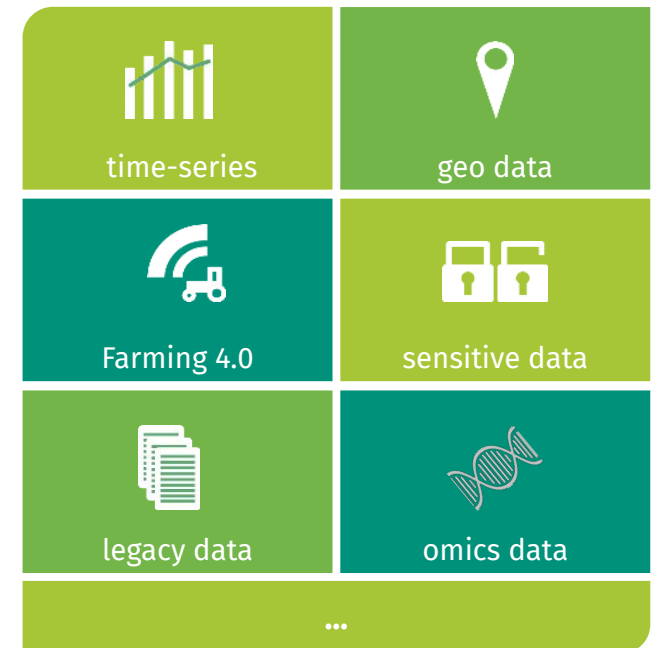 time-series
geo data
Farming 4.0
sensitive data
legacy data
omics data
...